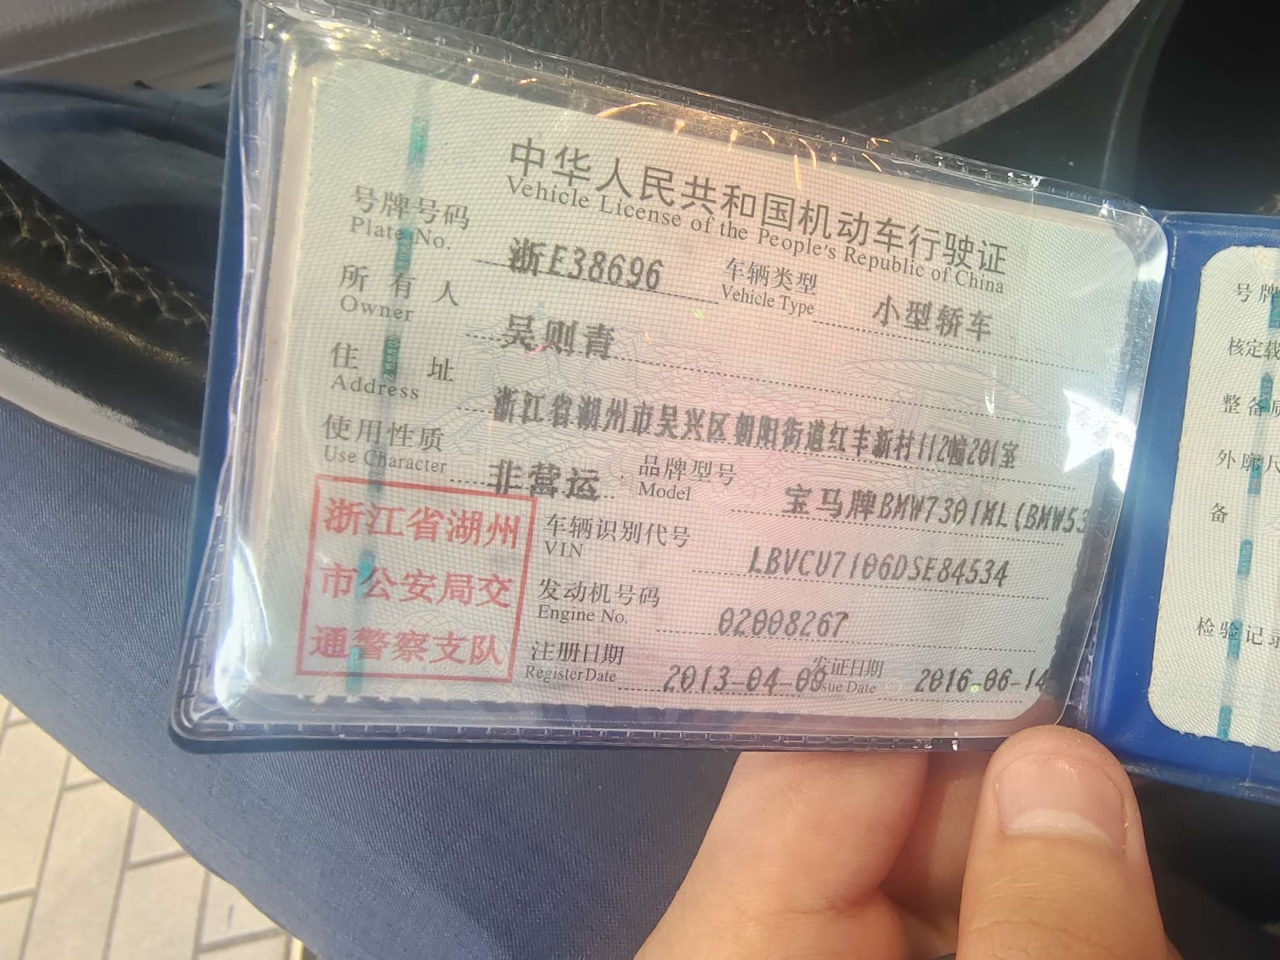 中华人民共和国机动车行驶证
Vehicle License of the People's Republic of China
号牌号码 浙E38696 车辆类型 小型轿车
Plate No. Vehicle Type
所有人 吴则青
Owner
住址 浙江省湖州市吴兴区朝阳街道红丰新村112幢201室
Address
使用性质 非营运 品牌型号 宝马牌BMW7301ML(BMW53
Use Character Model
浙江省湖州
市公安局交
通警察支队
车辆识别代号 LBVCU7106DSE84534
VIN
发动机号码 02008267
Engine No.
注册日期 2013-04-09 发证日期 2016-06-14
Register Date Issue Date
号牌
核定载
整备质
外廓尺
备
检验记录